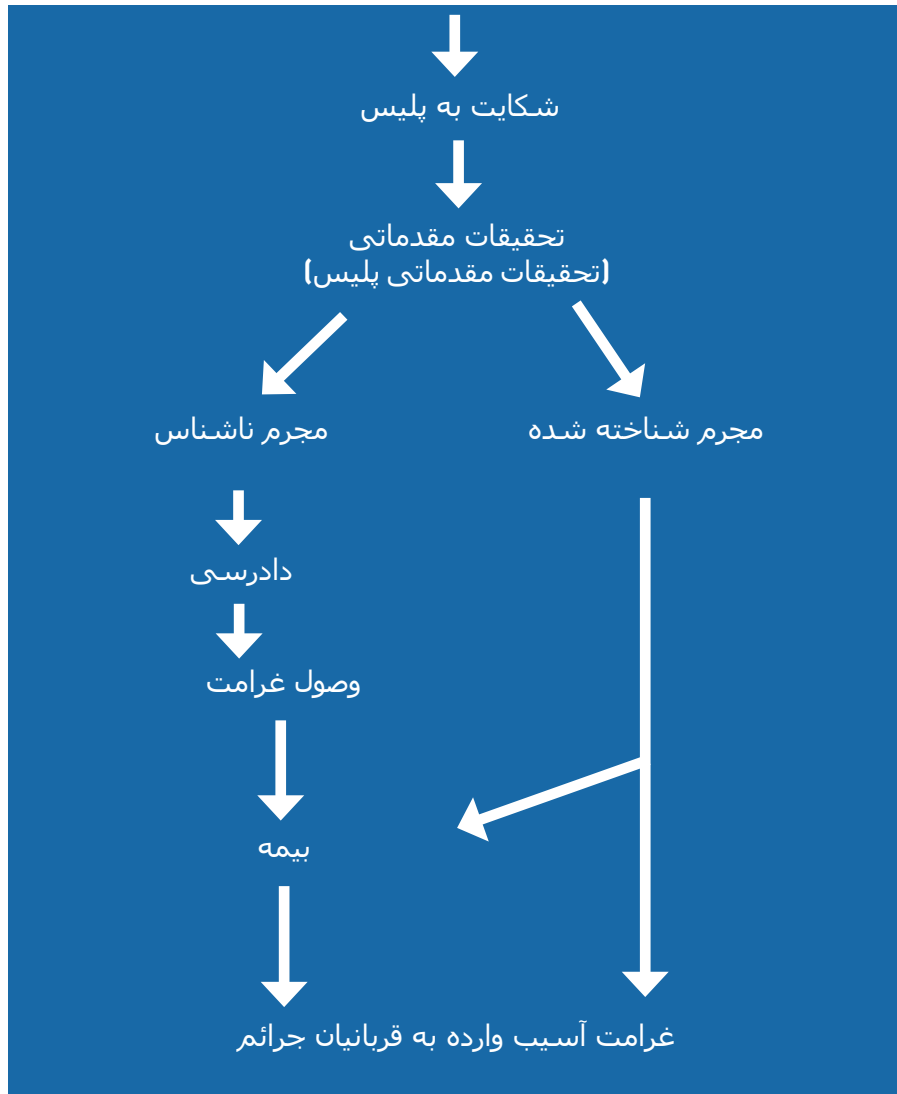 شکایت به پلیس
تحقیقات مقدماتی
(تحقیقات مقدماتی پلیس)
مجرم شناخته شده
مجرم ناشناس
دادرسی
وصول غرامت
بیمه
غرامت آسیب وارده به قربانیان جرائم